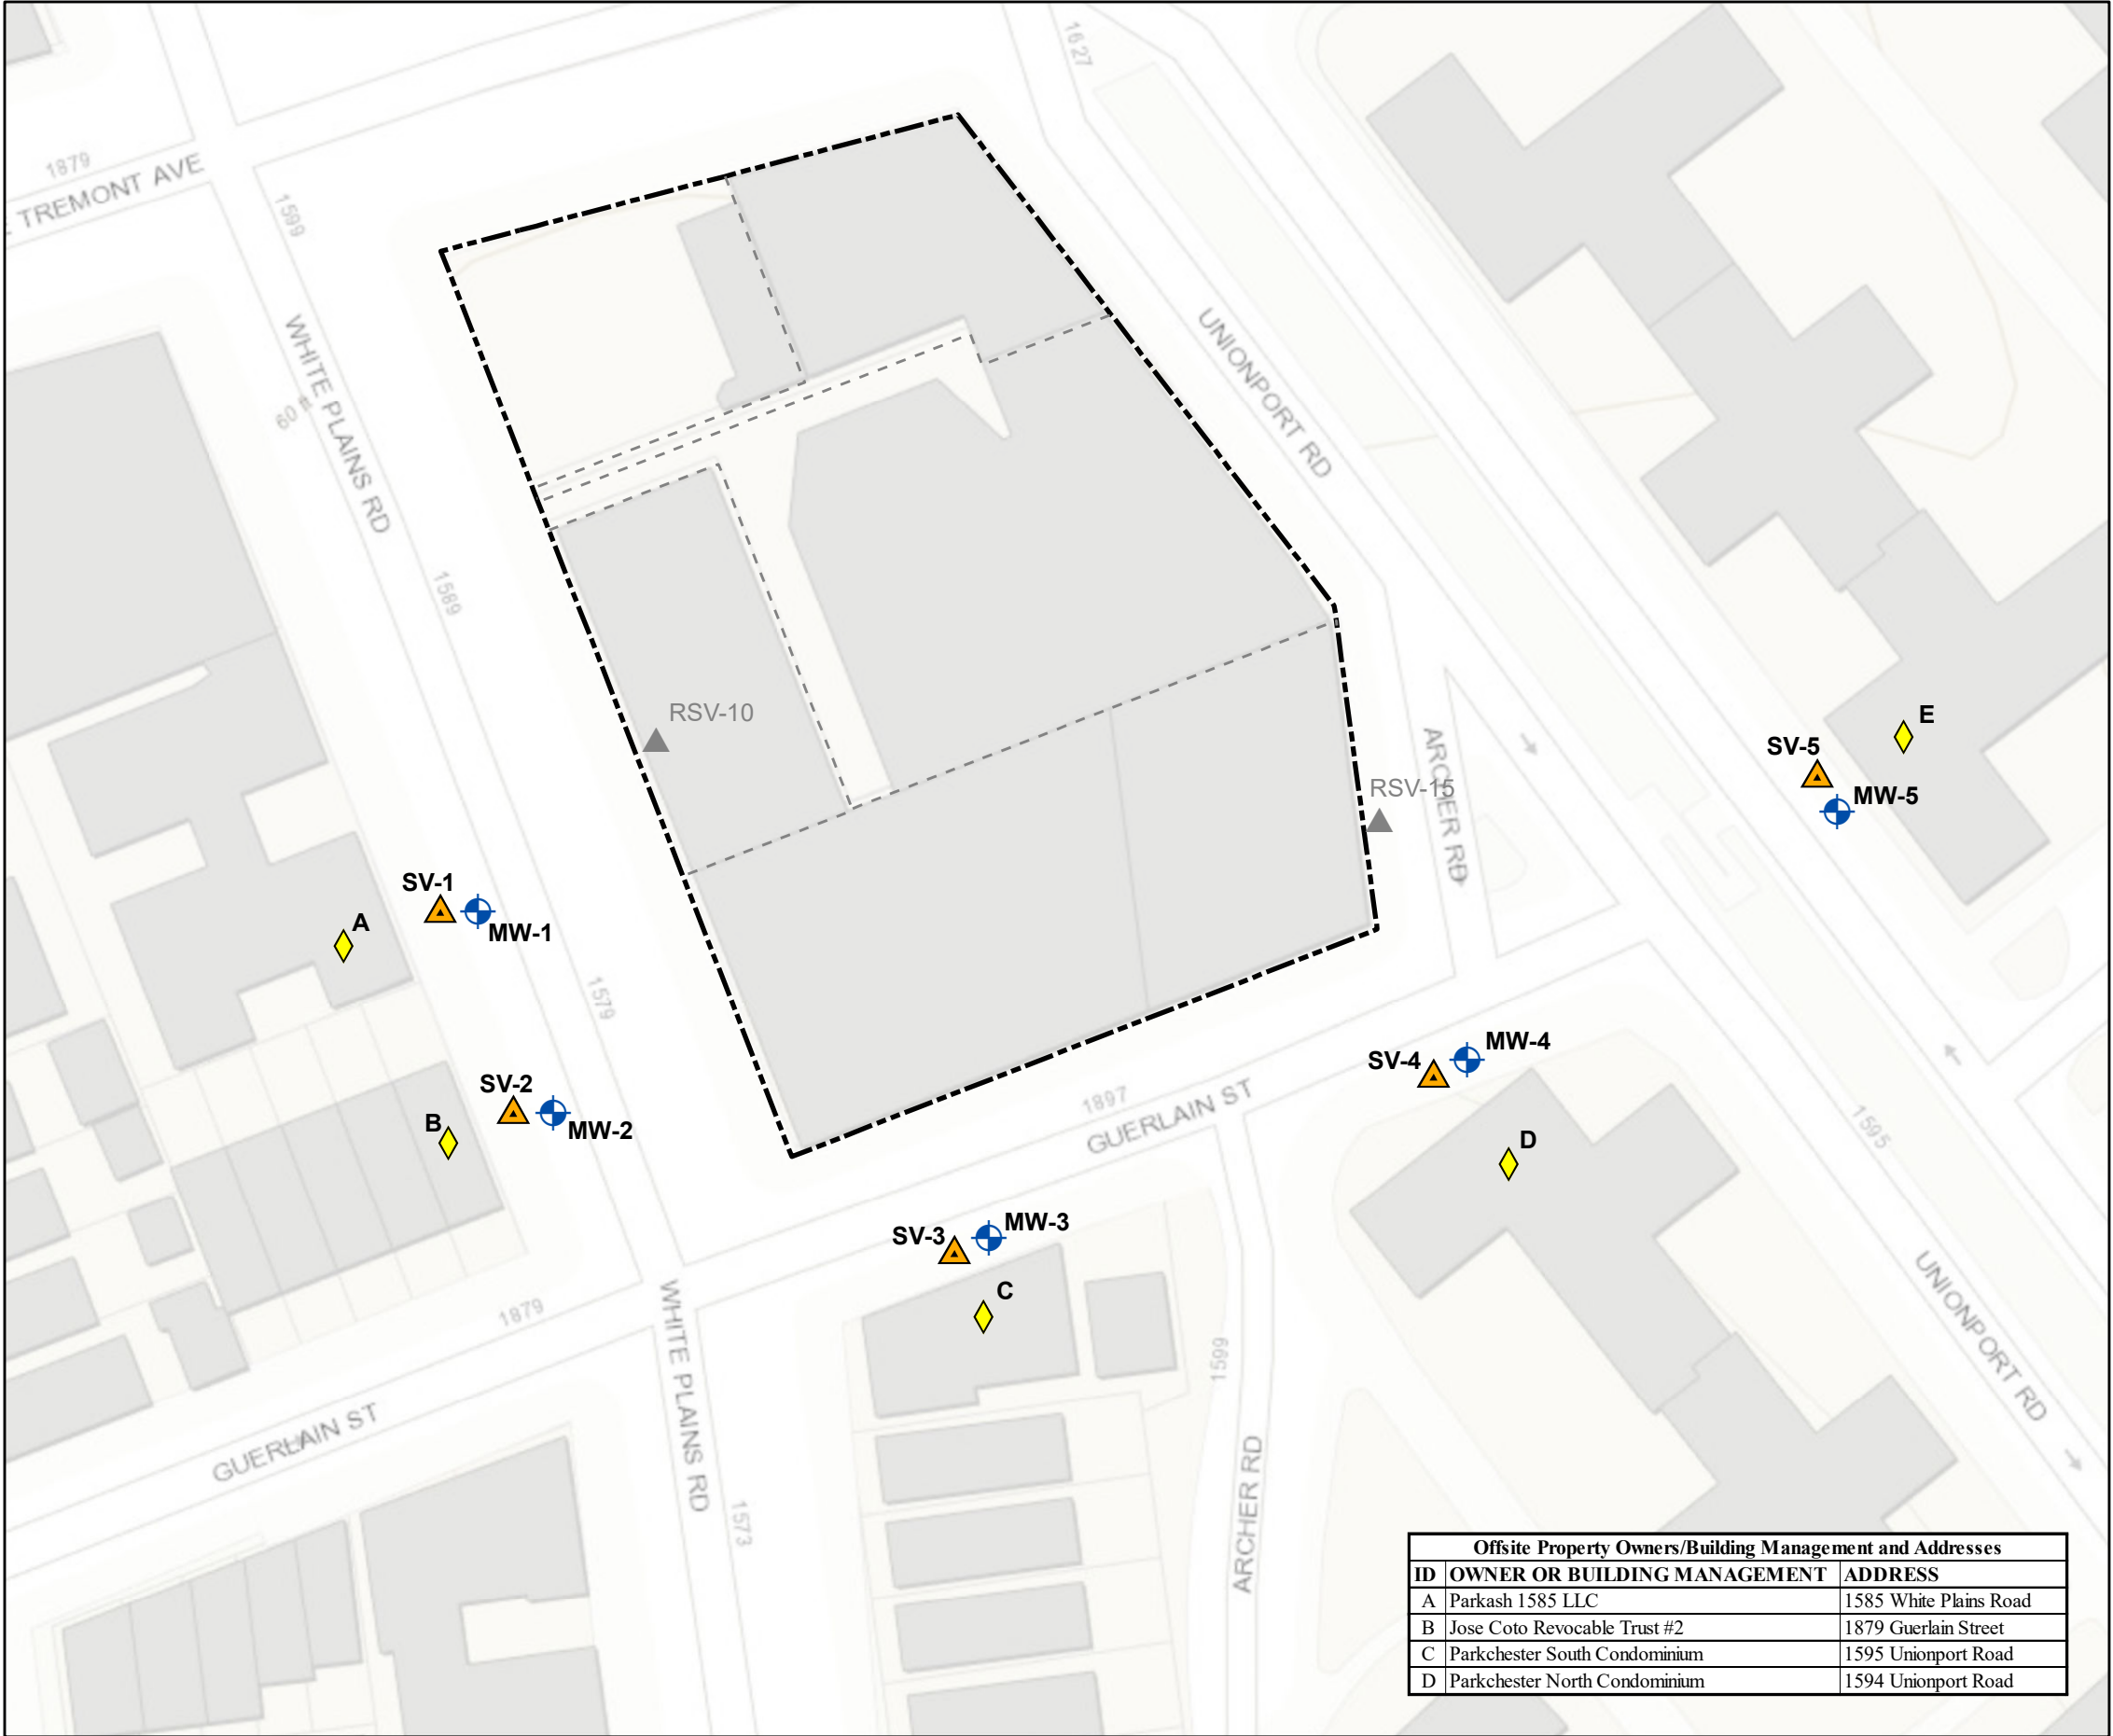 1627
1879
E TREMONT AVE
1599
WHITE PLAINS RD
60 ft
UNIONPORT RD
1589
RSV-10
RSV-15
ARCHER RD
E
SV-5
MW-5
SV-1
MW-1
A
1579
SV-2
MW-2
B
MW-4
SV-4
1897
GUERLAIN ST
1595
D
MW-3
SV-3
C
1879
WHITE PLAINS RD
1599
UNIONPORT RD
GUERLAIN ST
ARCHER RD
1573
Offsite Property Owners/Building Management and Addresses
ID OWNER OR BUILDING MANAGEMENT ADDRESS
A Parkash 1585 LLC 1585 White Plains Road
B Jose Coto Revocable Trust #2 1879 Guerlain Street
C Parkchester South Condominium 1595 Unionport Road
D Parkchester North Condominium 1594 Unionport Road